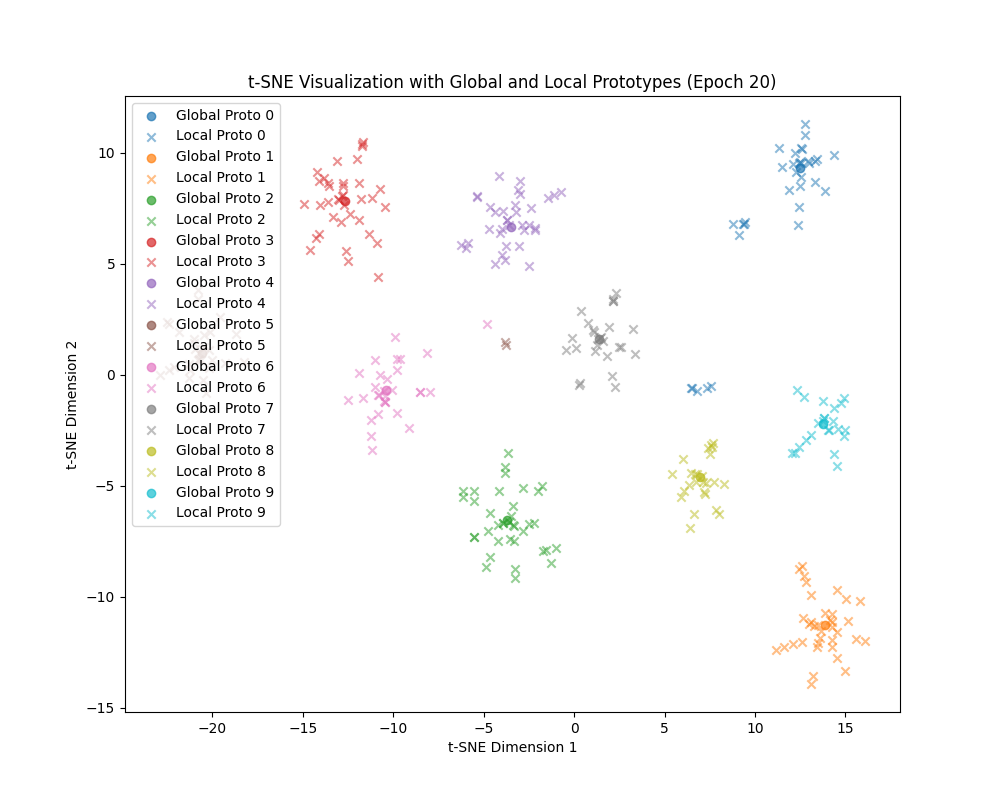 t-SNE Visualization with Global and Local Prototypes (Epoch 20)
Global Proto 0
Local Proto 0
Global Proto 1
Local Proto 1
Global Proto 2
Local Proto 2
Global Proto 3
Local Proto 3
Global Proto 4
Local Proto 4
Global Proto 5
Local Proto 5
Global Proto 6
Local Proto 6
Global Proto 7
Local Proto 7
Global Proto 8
Local Proto 8
Global Proto 9
Local Proto 9
t-SNE Dimension 2
10
5
0
−5
−10
−15
−20
−15
−10
−5
0
5
10
15
t-SNE Dimension 1